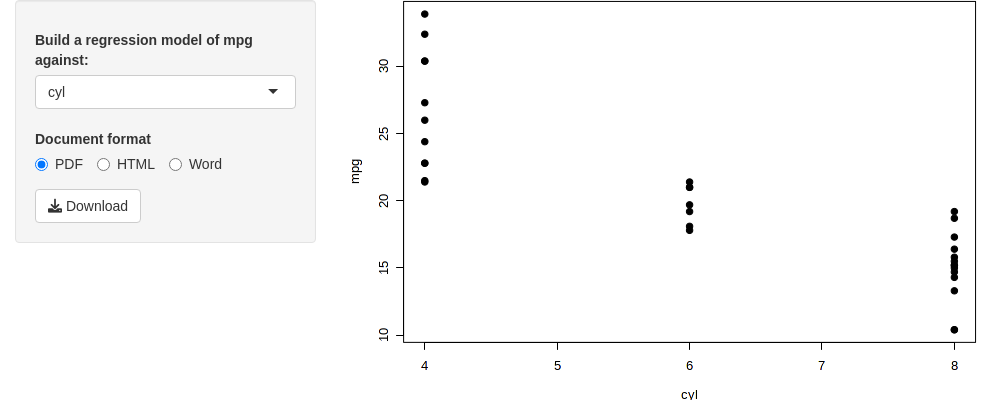 Build a regression model of mpg
against:
cyl
Document format
PDF HTML Word
Download
mpg
30
25
20
15
10
4 5 6 7 8
cyl